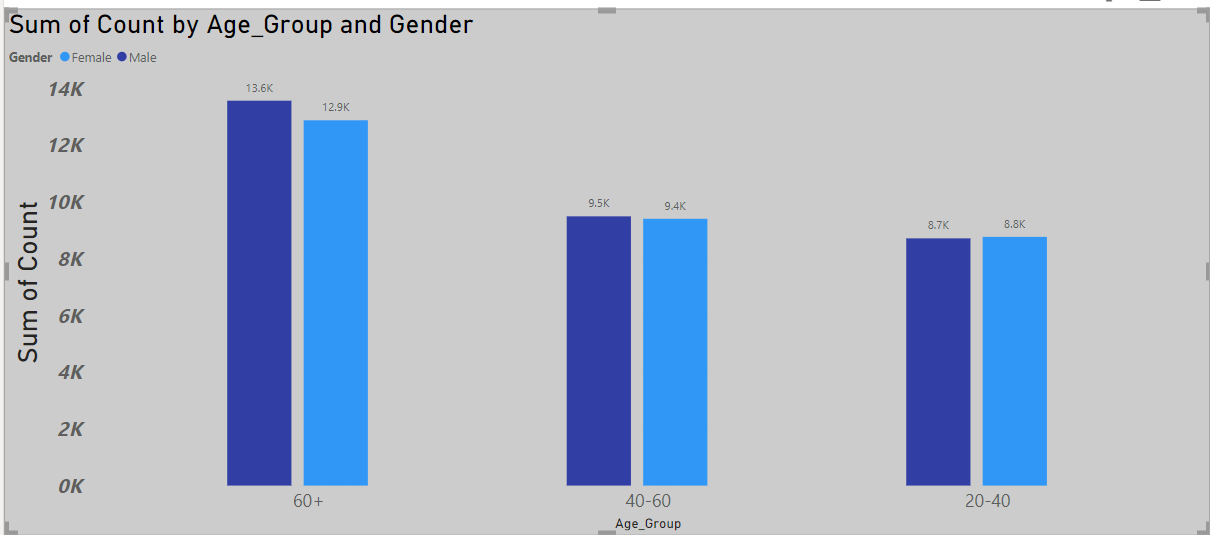 Sum of Count by Age_Group and Gender
Gender Female Male
14K
12K
10K
8K
6K
4K
2K
0K
Sum of Count
13.6K 12.9K
9.5K 9.4K
8.7K 8.8K
60+ 40-60 20-40
Age_Group